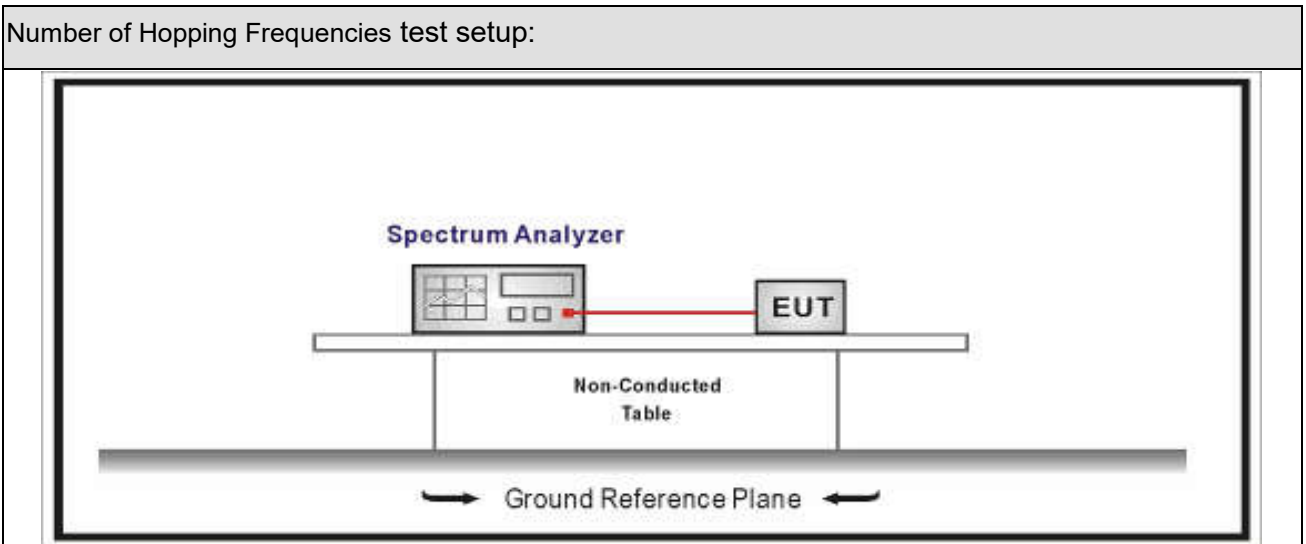 Number of Hopping Frequencies test setup:
Spectrum Analyzer
EUT
Non-Conducted
Table
Ground Reference Plane